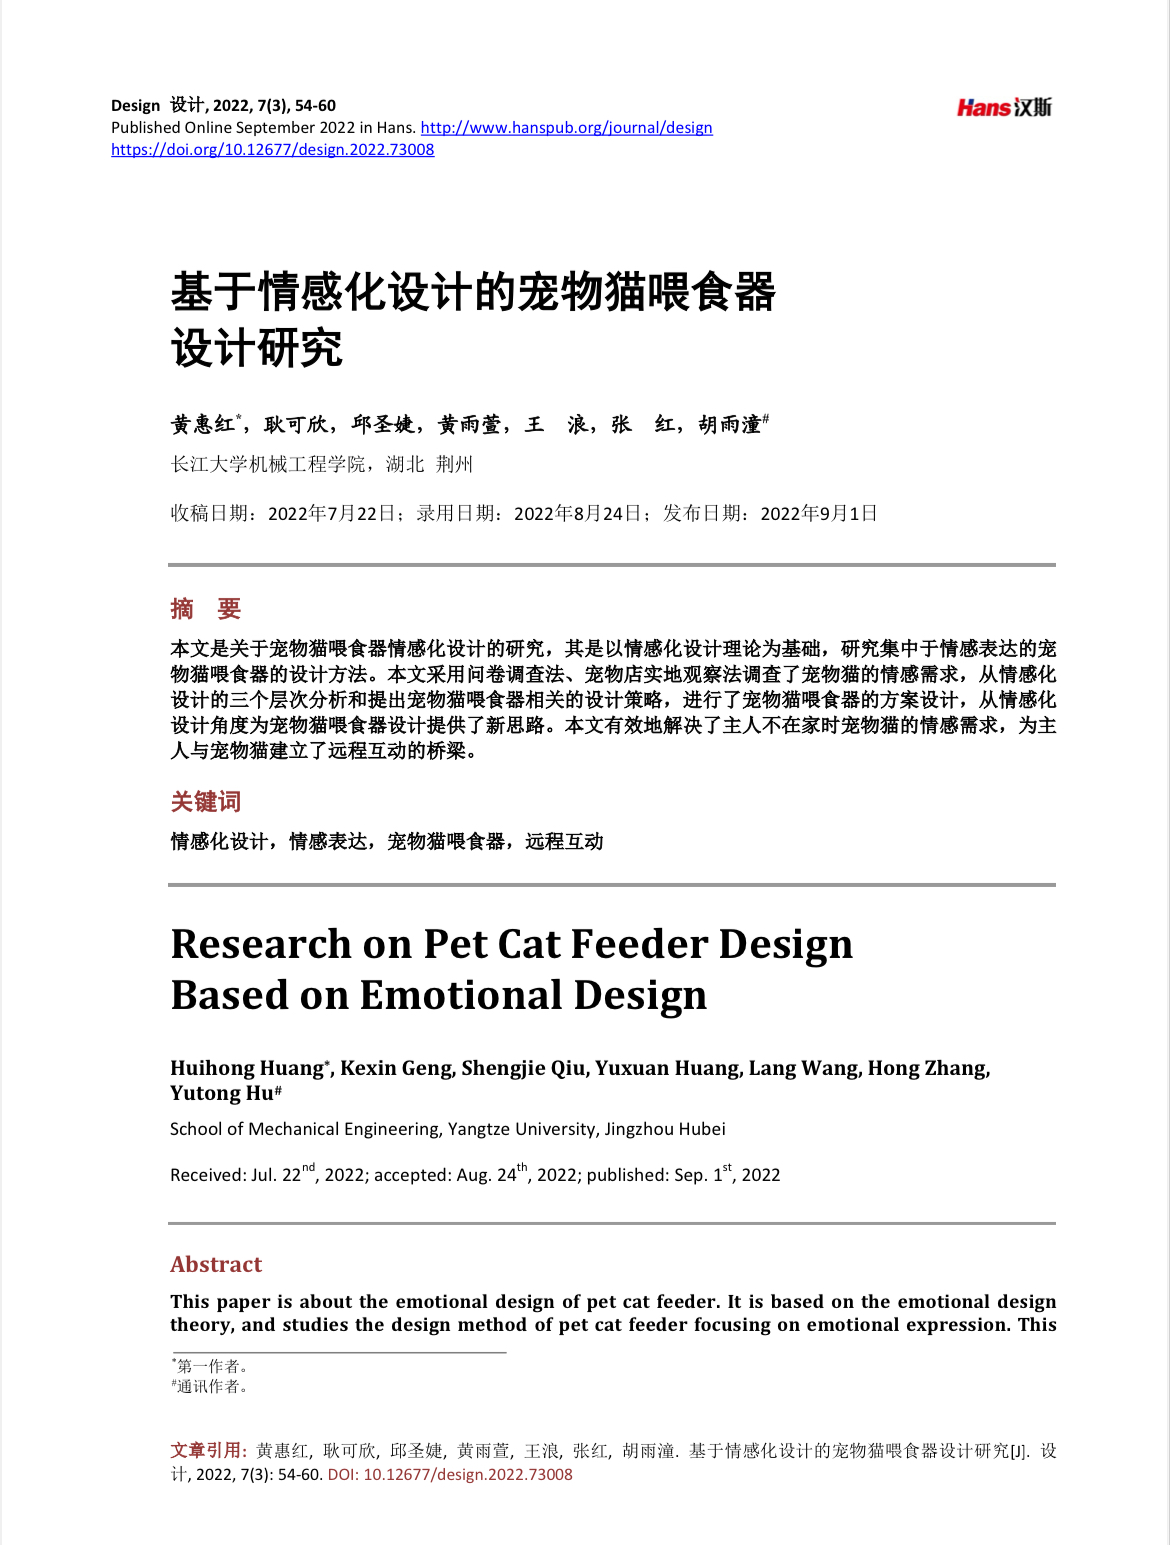 Design 设计, 2022, 7(3), 54-60
Published Online September 2022 in Hans. http://www.hanspub.org/journal/design
https://doi.org/10.12677/design.2022.73008
Hans汉斯
基于情感化设计的宠物猫喂食器
设计研究
黄惠红*，耿可欣，邱圣婕，黄雨萱，王　浪，张　红，胡雨潼#
长江大学机械工程学院，湖北 荆州
收稿日期：2022年7月22日；录用日期：2022年8月24日；发布日期：2022年9月1日
摘　要
本文是关于宠物猫喂食器情感化设计的研究，其是以情感化设计理论为基础，研究集中于情感表达的宠
物猫喂食器的设计方法。本文采用问卷调查法、宠物店实地观察法调查了宠物猫的情感需求，从情感化
设计的三个层次分析和提出宠物猫喂食器相关的设计策略，进行了宠物猫喂食器的方案设计，从情感化
设计角度为宠物猫喂食器设计提供了新思路。本文有效地解决了主人不在家时宠物猫的情感需求，为主
人与宠物猫建立了远程互动的桥梁。
关键词
情感化设计，情感表达，宠物猫喂食器，远程互动
Research on Pet Cat Feeder Design
Based on Emotional Design
Huihong Huang*, Kexin Geng, Shengjie Qiu, Yuxuan Huang, Lang Wang, Hong Zhang,
Yutong Hu#
School of Mechanical Engineering, Yangtze University, Jingzhou Hubei
Received: Jul. 22nd, 2022; accepted: Aug. 24th, 2022; published: Sep. 1st, 2022
Abstract
This paper is about the emotional design of pet cat feeder. It is based on the emotional design
theory, and studies the design method of pet cat feeder focusing on emotional expression. This
*第一作者。
#通讯作者。
文章引用: 黄惠红, 耿可欣, 邱圣婕, 黄雨萱, 王浪, 张红, 胡雨潼. 基于情感化设计的宠物猫喂食器设计研究[J]. 设
计, 2022, 7(3): 54-60. DOI: 10.12677/design.2022.73008